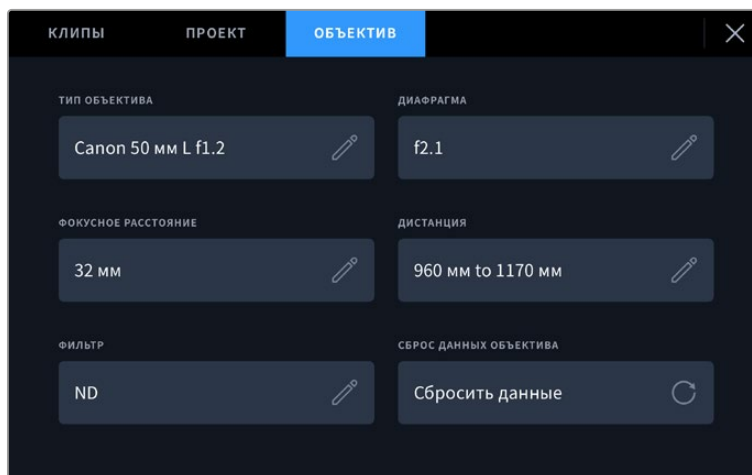 КЛИПЫ ПРОЕКТ ОБЪЕКТИВ
ТИП ОБЪЕКТИВА ДИАФРАГМА
Canon 50 мм L f1.2 f2.1
ФОКУСНОЕ РАССТОЯНИЕ ДИСТАНЦИЯ
32 мм 960 мм to 1170 мм
ФИЛЬТР СБРОС ДАННЫХ ОБЪЕКТИВА
ND Сбросить данные